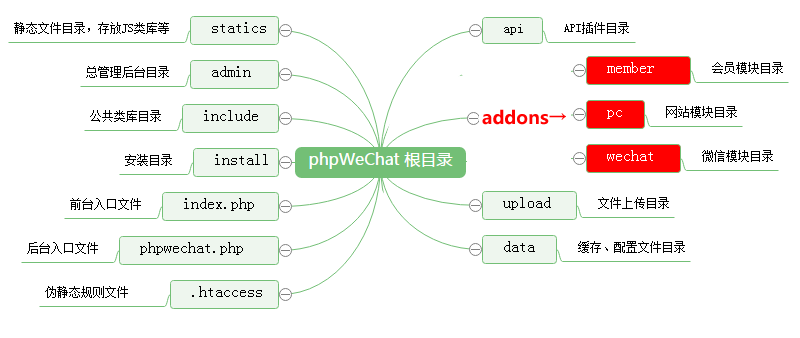 静态文件目录，存放JS类库等 statics
总管理后台目录 admin
公共类库目录 include
安装目录 install
前台入口文件 index.php
后台入口文件 phpwechat.php
伪静态规则文件 .htaccess
phpWeChat 根目录
api API插件目录
addons→
member 会员模块目录
pc 网站模块目录
wechat 微信模块目录
upload 文件上传目录
data 缓存、配置文件目录